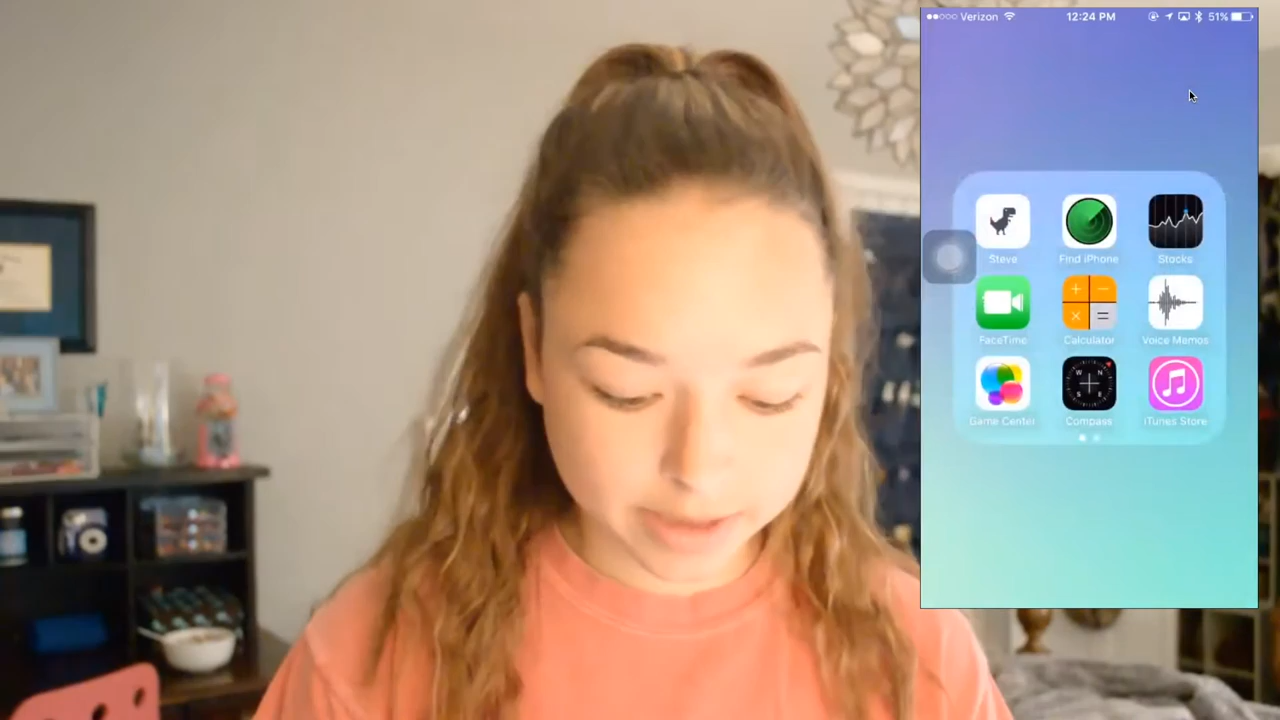 Verizon 12:24 PM 51%
Steve Find iPhone Stocks
+ −
× =
FaceTime Calculator Voice Memos
W N
S E
Game Center Compass iTunes Store